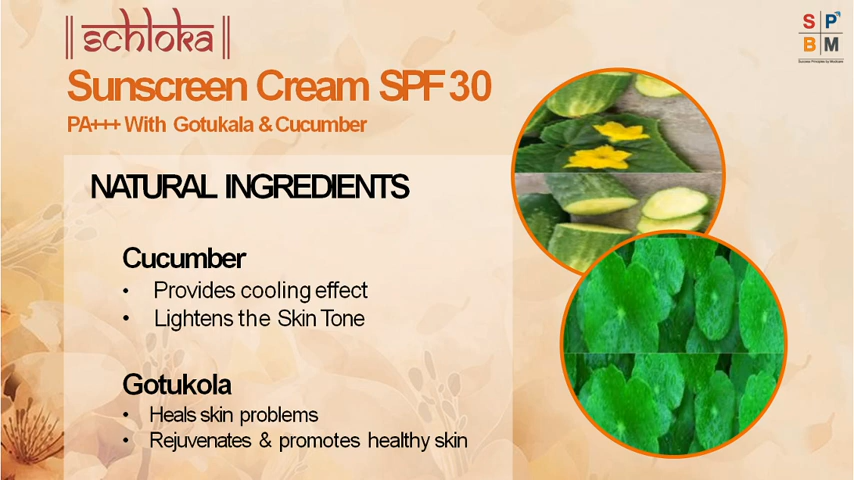 schloka
S P
B M
Sunscreen Cream SPF 30
PA+++ With Gotukala & Cucumber
NATURAL INGREDIENTS
Cucumber
• Provides cooling effect
• Lightens the Skin Tone
Gotukola
• Heals skin problems
• Rejuvenates & promotes healthy skin